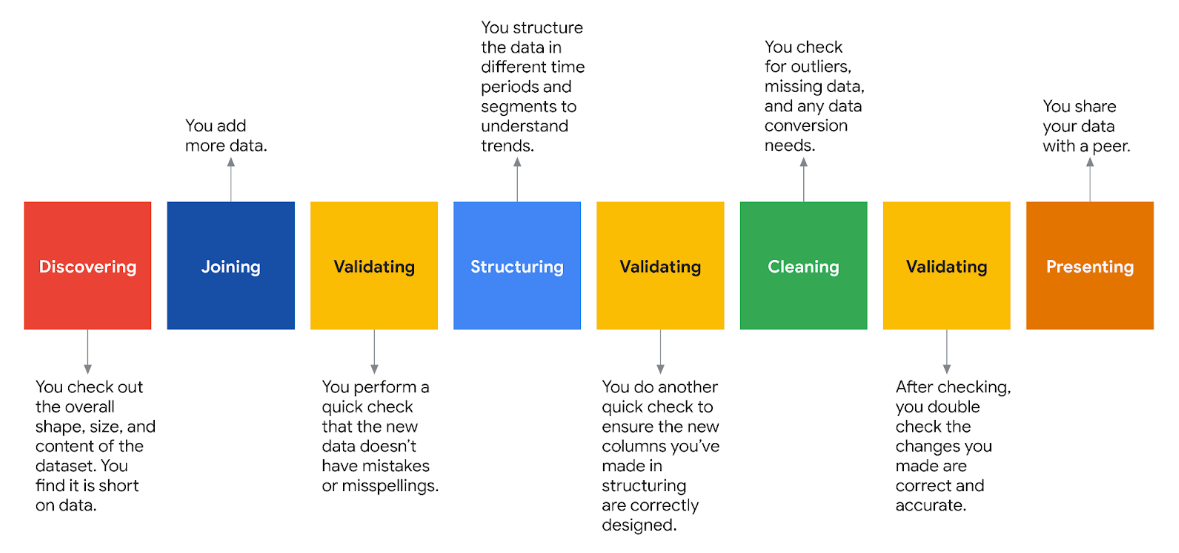 You structure
the data in
different time
periods and
segments to
understand
trends.
You check
for outliers,
missing data,
and any data
conversion
needs.
You add
more data.
You share
your data
with a peer.
Discovering
Joining
Validating
Structuring
Validating
Cleaning
Validating
Presenting
You check out
the overall
shape, size, and
content of the
dataset. You
find it is short
on data.
You perform a
quick check
that the new
data doesn’t
have mistakes
or misspellings.
You do another
quick check to
ensure the new
columns you’ve
made in
structuring
are correctly
designed.
After checking,
you double
check the
changes you
made are
correct and
accurate.